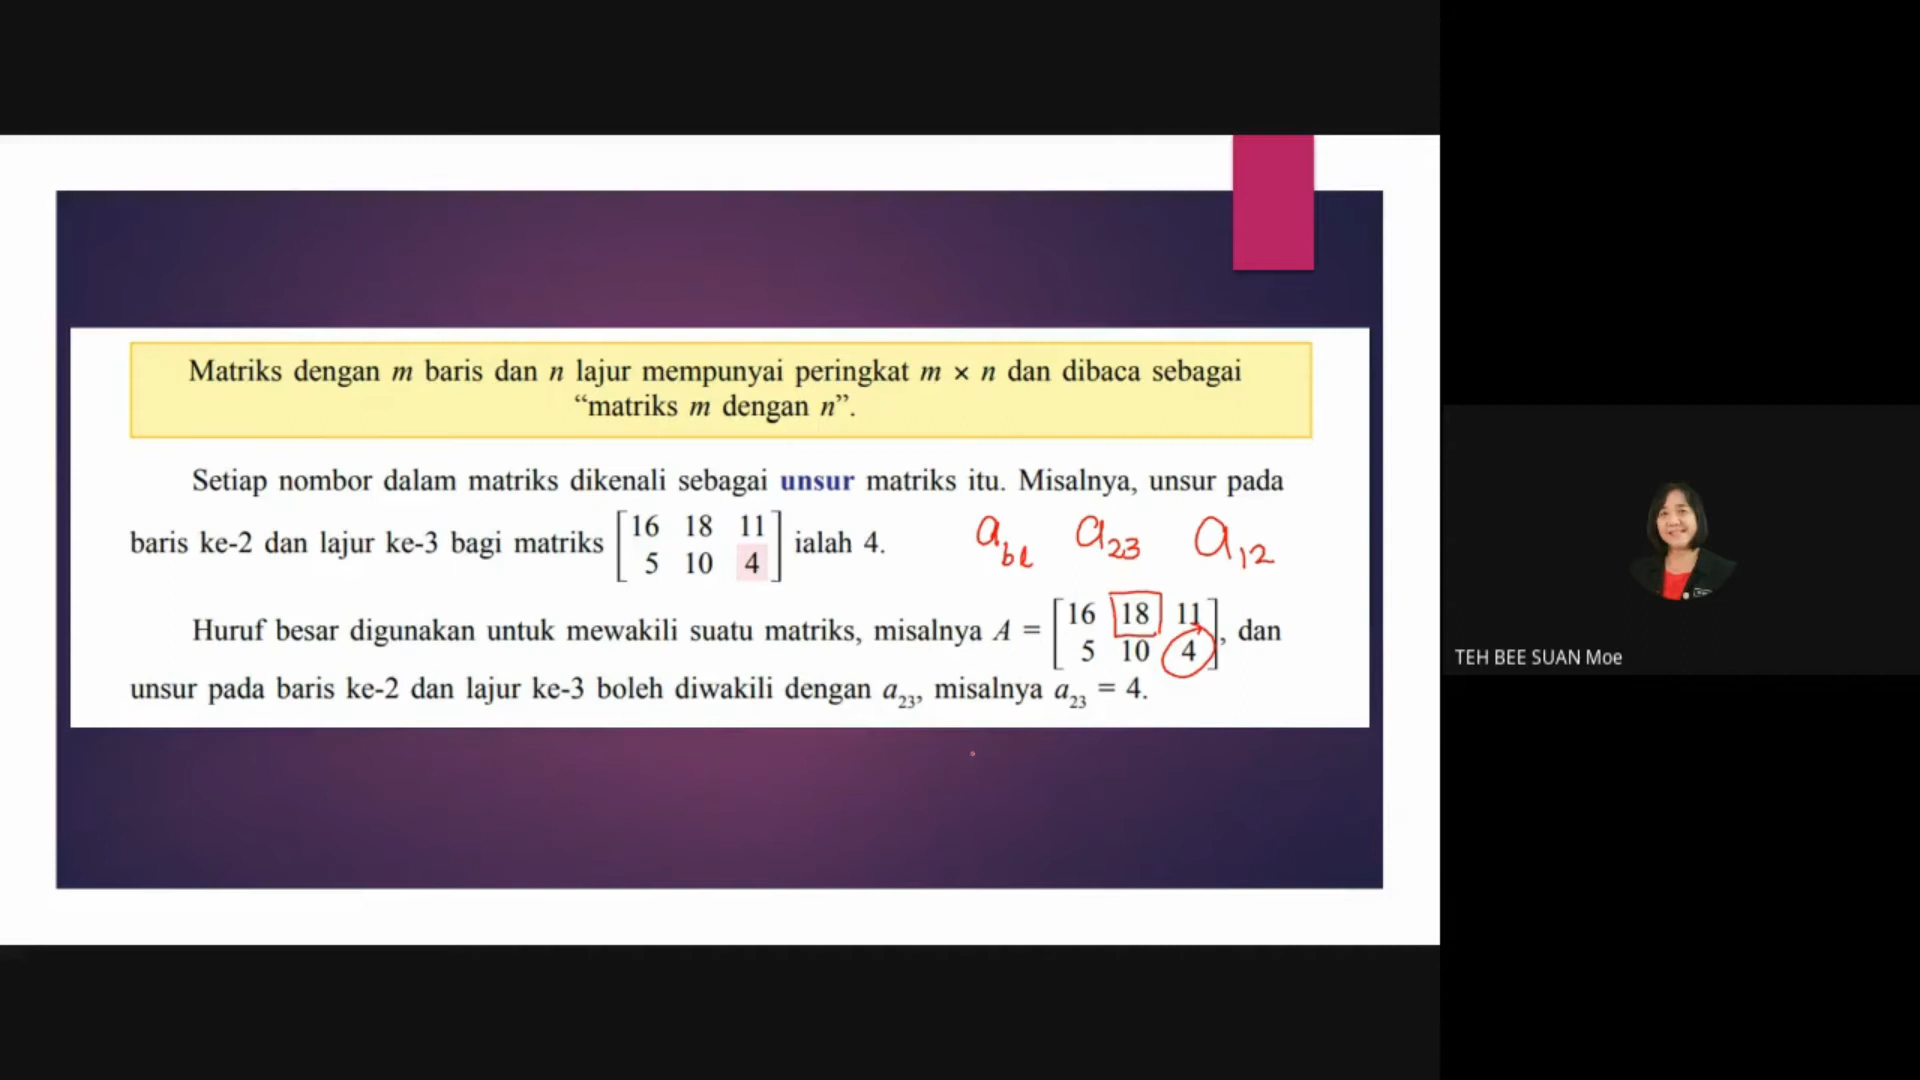 Matriks dengan m baris dan n lajur mempunyai peringkat m × n dan dibaca sebagai
“matriks m dengan n”.
Setiap nombor dalam matriks dikenali sebagai unsur matriks itu. Misalnya, unsur pada
baris ke-2 dan lajur ke-3 bagi matriks [16 18 11
5 10 4] ialah 4.
a_bl a_23 a_12
Huruf besar digunakan untuk mewakili suatu matriks, misalnya A = [16 18 11
5 10 4], dan
unsur pada baris ke-2 dan lajur ke-3 boleh diwakili dengan a_23, misalnya a_23 = 4.
TEH BEE SUAN Moe